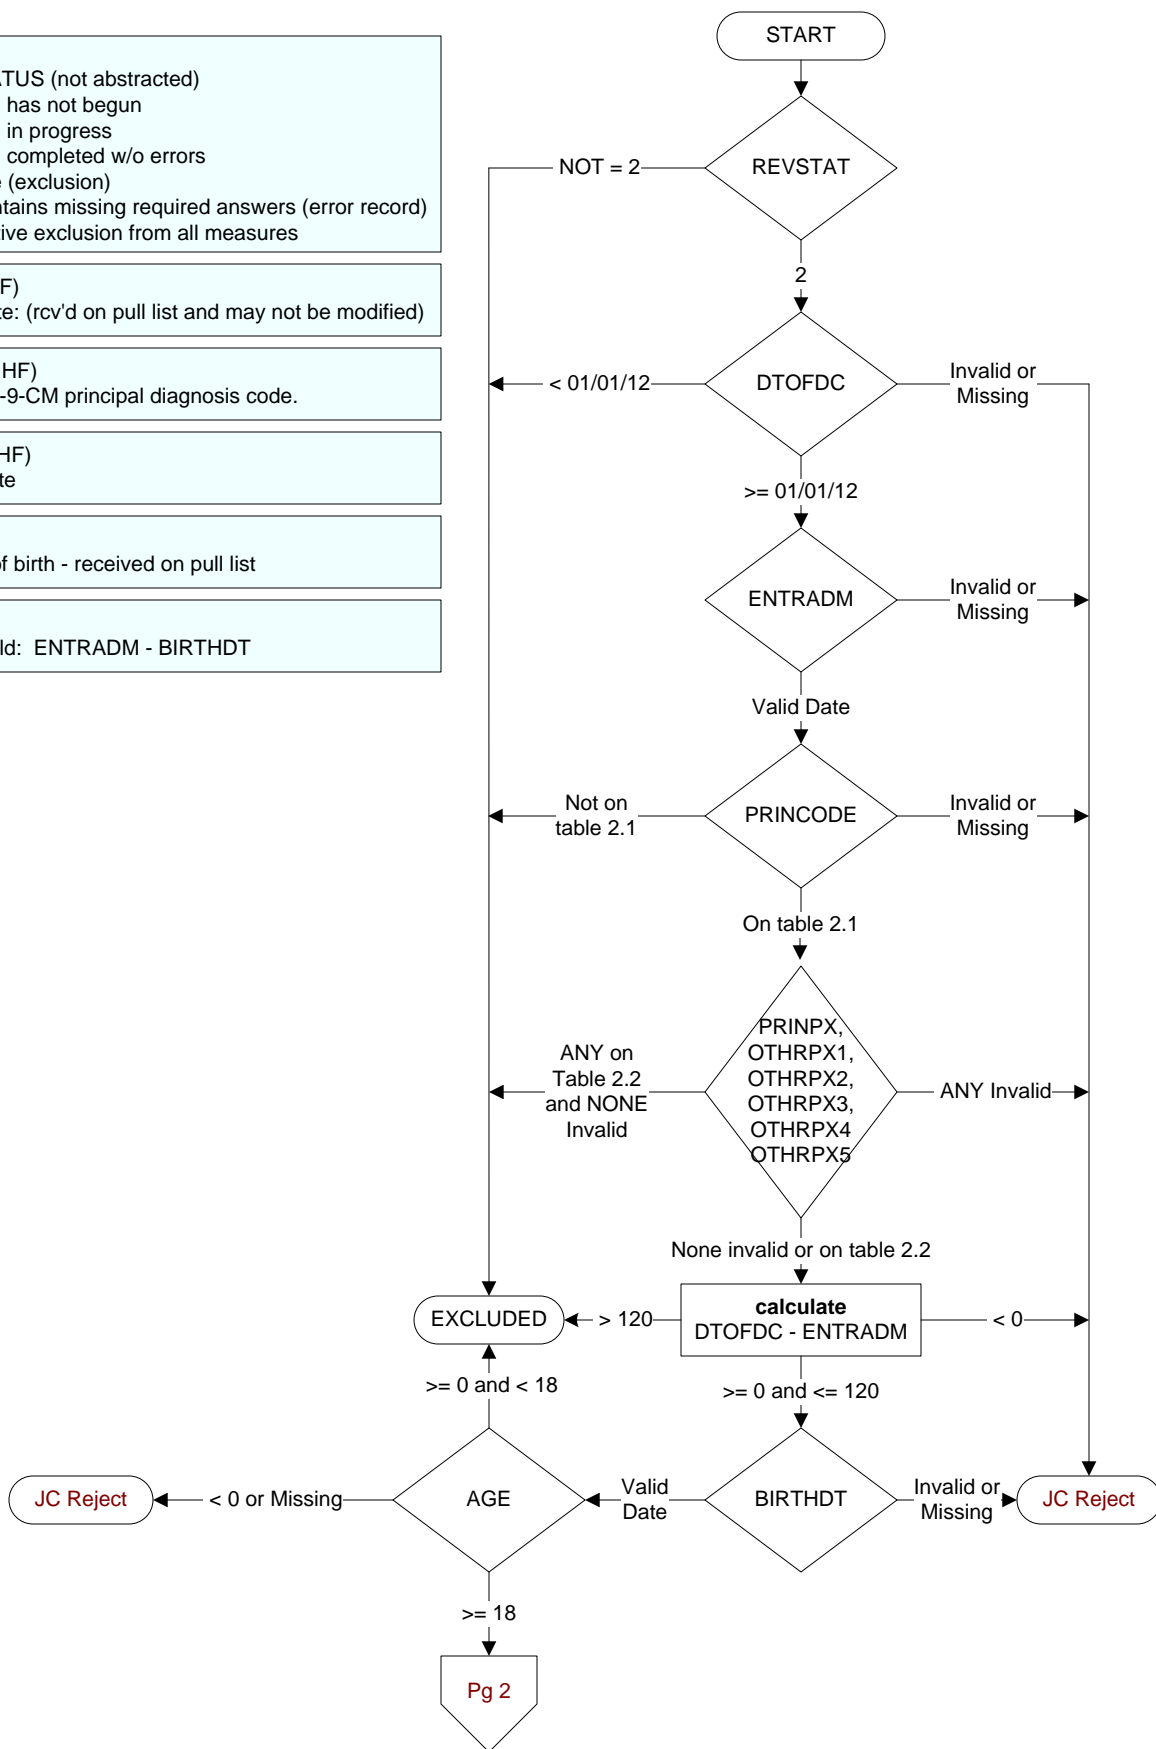 ATUS (not abstracted)
has not begun
in progress
completed w/o errors
e (exclusion)
ntains missing required answers (error record)
tive exclusion from all measures
F)
te: (rcv'd on pull list and may not be modified)
HF)
-9-CM principal diagnosis code.
HF)
te
of birth - received on pull list
ld: ENTRADM - BIRTHDT
START
REVSTAT
NOT = 2
2
DTOFDC
< 01/01/12
Invalid or
Missing
>= 01/01/12
ENTRADM
Invalid or
Missing
Valid Date
PRINCODE
Not on
table 2.1
Invalid or
Missing
On table 2.1
PRINPX,
OTHRPX1,
OTHRPX2,
OTHRPX3,
OTHRPX4
OTHRPX5
ANY on
Table 2.2
and NONE
Invalid
ANY Invalid
None invalid or on table 2.2
calculate
DTOFDC - ENTRADM
> 120
< 0
EXCLUDED
>= 0 and < 18
>= 0 and <= 120
JC Reject
< 0 or Missing
AGE
Valid
Date
BIRTHDT
Invalid or
Missing
JC Reject
>= 18
Pg 2